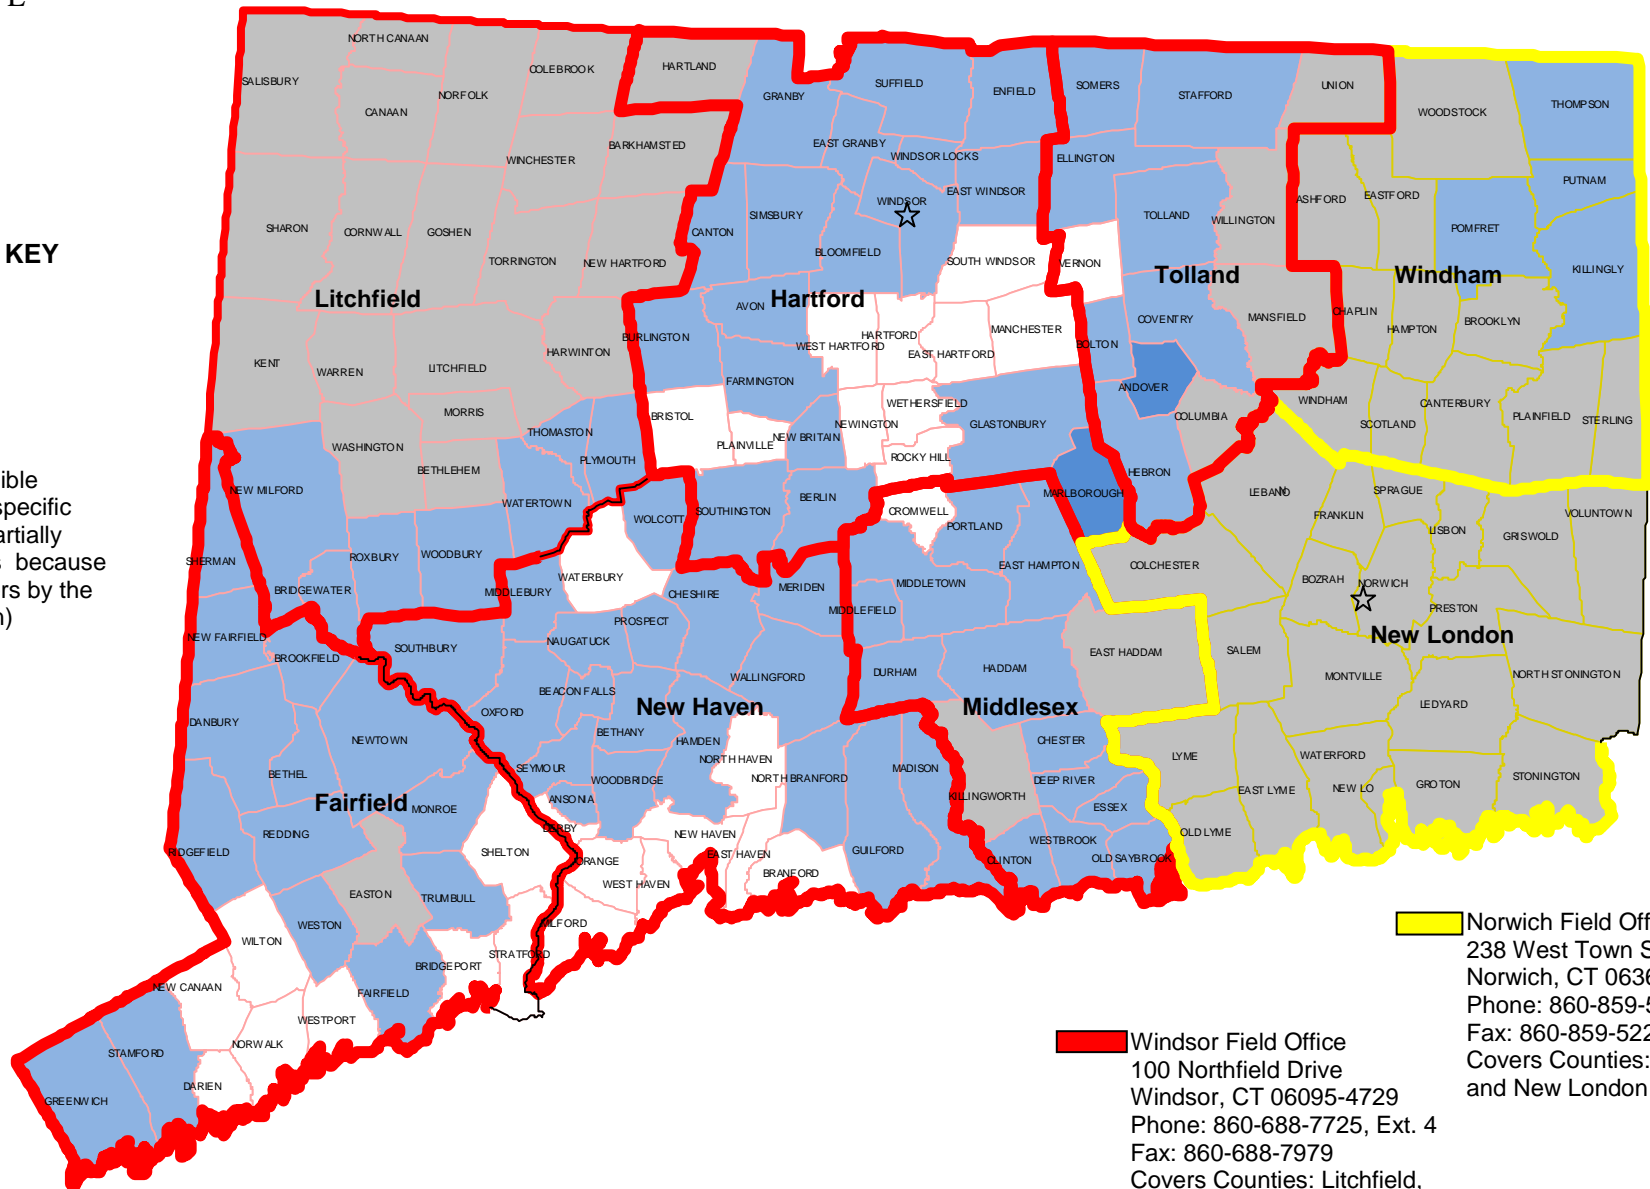 KEY
ible
specific
artially
s because
ers by the
n)
NORTH CANAAN
SALISBURY
CANAAN
NORFOLK
COLEBROOK
HARTLAND
WINCHESTER
BARKHAMSTED
SHARON
CORNWALL
GOSHEN
TORRINGTON
NEW HARTFORD
Litchfield
KENT
WARREN
LITCHFIELD
HARWINTON
MORRIS
WASHINGTON
BETHLEHEM
THOMASTON
PLYMOUTH
WATERTOWN
NEW MILFORD
ROXBURY
WOODBURY
BRIDGEWATER
GRANBY
SUFFIELD
ENFIELD
EAST GRANBY
WINDSOR LOCKS
EAST WINDSOR
WINDSOR
SIMSBURY
CANTON
BLOOMFIELD
SOUTH WINDSOR
Hartford
AVON
BURLINGTON
WEST HARTFORD
HARTFORD
EAST HARTFORD
MANCHESTER
FARMINGTON
BRISTOL
PLAINVILLE
NEW BRITAIN
NEWINGTON
WETHERSFIELD
ROCKY HILL
GLASTONBURY
MARLBOROUGH
SOUTHINGTON
BERLIN
SOMERS
STAFFORD
UNION
ELLINGTON
TOLLAND
WILLINGTON
VERNON
Tolland
COVENTRY
MANSFIELD
BOLTON
ANDOVER
COLUMBIA
HEBRON
WOODSTOCK
THOMPSON
PUTNAM
ASHFORD
EASTFORD
POMFRET
KILLINGLY
Windham
CHAPLIN
HAMPTON
BROOKLYN
WINDHAM
SCOTLAND
CANTERBURY
PLAINFIELD
STERLING
SHERMAN
NEW FAIRFIELD
BROOKFIELD
DANBURY
NEWTOWN
BETHEL
Fairfield
MONROE
REDDING
RIDGEFIELD
SHELTON
EASTON
TRUMBULL
WESTON
WILTON
BRIDGEPORT
STRATFORD
NEW CANAAN
FAIRFIELD
WESTPORT
NORWALK
STAMFORD
DARIEN
GREENWICH
WOLCOTT
WATERBURY
MIDDLEBURY
CHESHIRE
MERIDEN
PROSPECT
NAUGATUCK
SOUTHBURY
WALLINGFORD
BEACON FALLS
OXFORD
New Haven
BETHANY
HAMDEN
SEYMOUR
WOODBRIDGE
NORTH HAVEN
NORTH BRANFORD
MADISON
ANSONIA
DERBY
NEW HAVEN
EAST HAVEN
ORANGE
WEST HAVEN
BRANFORD
GUILFORD
MILFORD
CROMWELL
PORTLAND
EAST HAMPTON
MIDDLETOWN
MIDDLEFIELD
DURHAM
HADDAM
EAST HADDAM
Middlesex
CHESTER
DEEP RIVER
KILLINGWORTH
ESSEX
WESTBROOK
CLINTON
OLD SAYBROOK
LEBANON
SPRAGUE
VOLUNTOWN
FRANKLIN
LISBON
GRISWOLD
COLCHESTER
BOZRAH
NORWICH
PRESTON
New London
SALEM
MONTVILLE
NORTH STONINGTON
LEDYARD
LYME
WATERFORD
STONINGTON
EAST LYME
NEW LO
GROTON
OLD LYME
Norwich Field Off
238 West Town S
Norwich, CT 0636
Phone: 860-859-5
Fax: 860-859-522
Covers Counties:
and New London
Windsor Field Office
100 Northfield Drive
Windsor, CT 06095-4729
Phone: 860-688-7725, Ext. 4
Fax: 860-688-7979
Covers Counties: Litchfield,